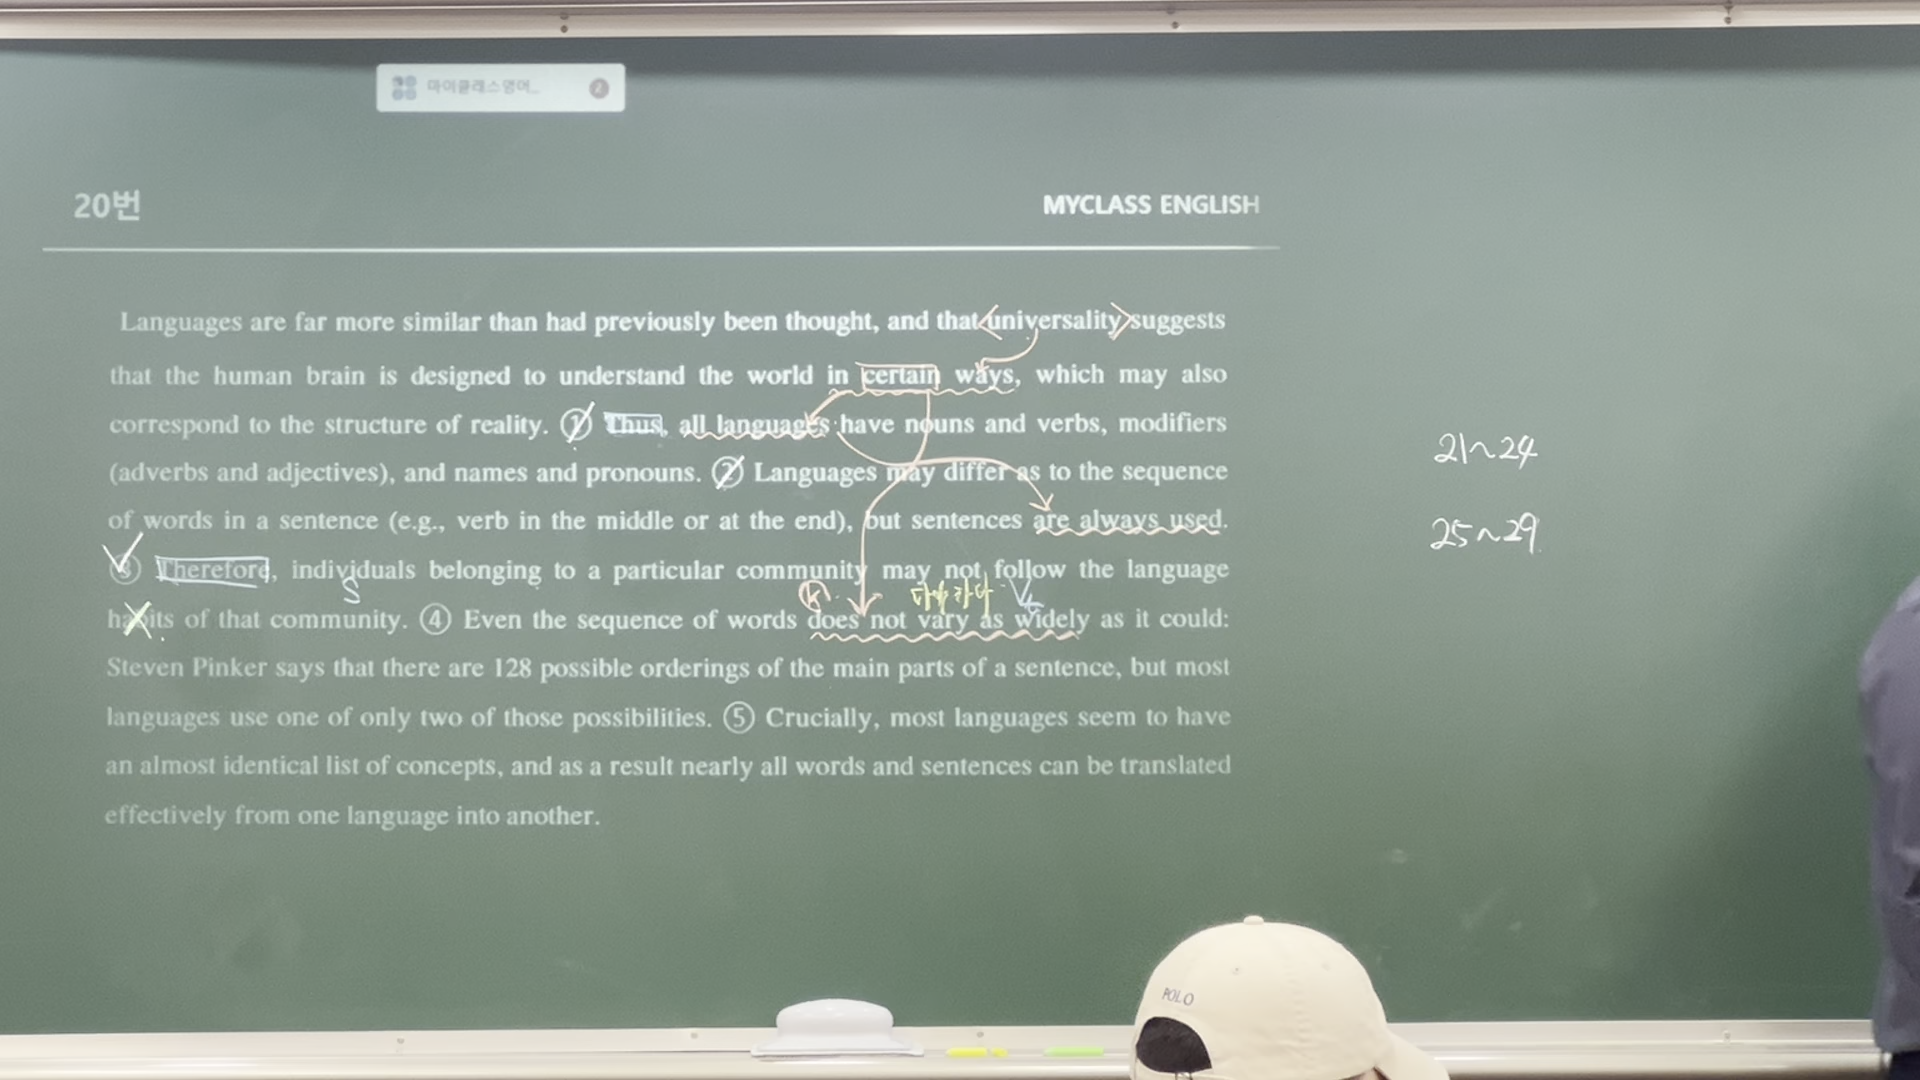 마이클래스영어_ 2
20번
MYCLASS ENGLISH
Languages are far more similar than had previously been thought, and that <universality> suggests
that the human brain is designed to understand the world in certain ways, which may also
correspond to the structure of reality. ① Thus, all languages have nouns and verbs, modifiers
(adverbs and adjectives), and names and pronouns. ② Languages may differ as to the sequence
of words in a sentence (e.g., verb in the middle or at the end), but sentences are always used.
③ Therefore, individuals belonging to a particular community may not follow the language
S
habits of that community. ④ Even the sequence of words does not vary as widely as it could:
Steven Pinker says that there are 128 possible orderings of the main parts of a sentence, but most
languages use one of only two of those possibilities. ⑤ Crucially, most languages seem to have
an almost identical list of concepts, and as a result nearly all words and sentences can be translated
effectively from one language into another.
21~24
25~29
POLO